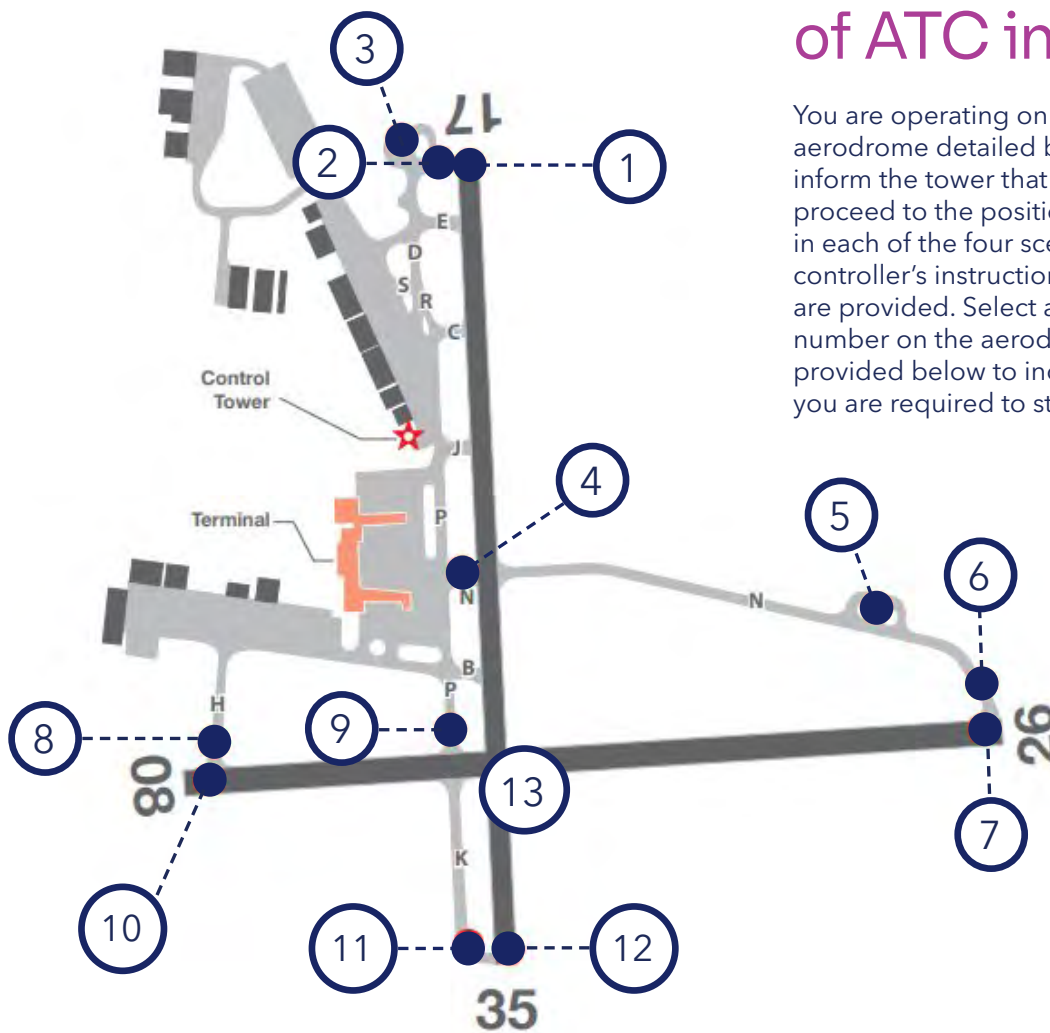 of ATC in
You are operating on
aerodrome detailed b
inform the tower that
proceed to the positi
in each of the four sce
controller's instruction
are provided. Select a
number on the aerod
provided below to in
you are required to st
3
17
2
1
E
D
S
R
C
Control
Tower
J
4
5
Terminal
P
6
N
N
B
P
H
8
9
26
08
13
7
K
10
11
12
35